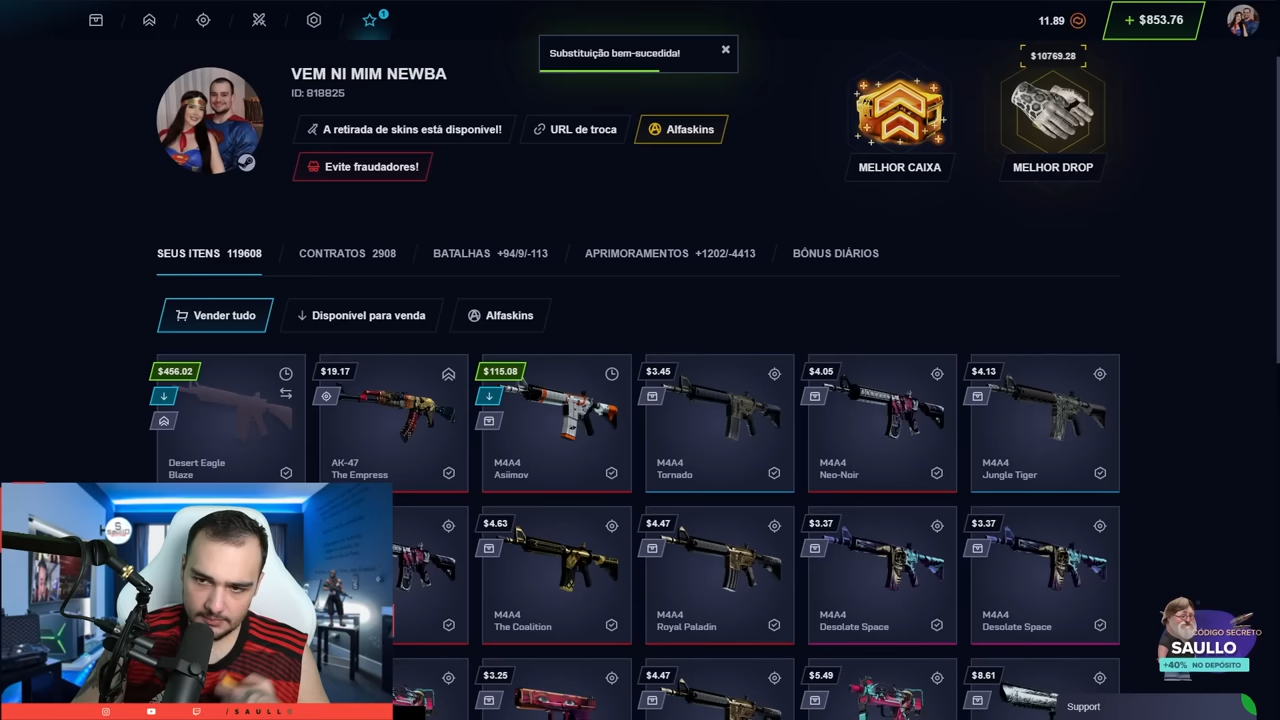 1
11.89
+ $853.76
Substituição bem-sucedida!
VEM NI MIM NEWBA
ID: 818825
A retirada de skins está disponível!
URL de troca
Alfaskins
Evite fraudadores!
MELHOR CAIXA
$10769.28
MELHOR DROP
SEUS ITENS 119608
CONTRATOS 2908
BATALHAS +94/9/-113
APRIMORAMENTOS +1202/-4413
BÔNUS DIÁRIOS
Vender tudo
Disponível para venda
Alfaskins
$456.02
Desert Eagle
Blaze
$19.17
AK-47
The Empress
$115.08
M4A4
Asiimov
$3.45
M4A4
Tornado
$4.05
M4A4
Neo-Noir
$4.13
M4A4
Jungle Tiger
$4.63
M4A4
The Coalition
$4.47
M4A4
Royal Paladin
$3.37
M4A4
Desolate Space
$3.37
M4A4
Desolate Space
$3.25
$4.47
$5.49
$8.61
CÓDIGO SECRETO
SAULLO
+40% NO DEPÓSITO
Support
/SAULLO